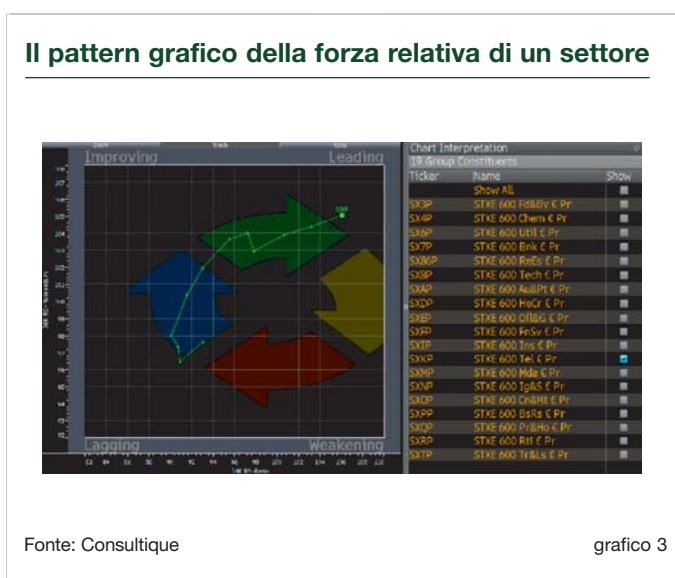 Il pattern grafico della forza relativa di un settore
Improving
Leading
Lagging
Weakening
Chart Interpretation
19 Group Constituents
Ticker Name Show
Show All
SX3P STXE 600 Fd&Bv € Pr
SX4P STXE 600 Chem € Pr
SX6P STXE 600 Util € Pr
SX7P STXE 600 Bnk € Pr
SX86P STXE 600 ReEs € Pr
SX8P STXE 600 Tech € Pr
SXAP STXE 600 Au&Pt € Pr
SXDP STXE 600 HeCr € Pr
SXEP STXE 600 Oil&G € Pr
SXFP STXE 600 FnSv € Pr
SXIP STXE 600 Ins € Pr
SXKP STXE 600 Tel € Pr
SXMP STXE 600 Mda € Pr
SXNP STXE 600 Ig&S € Pr
SXOP STXE 600 Cn&Mt € Pr
SXPP STXE 600 BsRs € Pr
SXQP STXE 600 Pr&Ho € Pr
SXRP STXE 600 Rtl € Pr
SXTP STXE 600 Tr&Ls € Pr
Fonte: Consultique
grafico 3